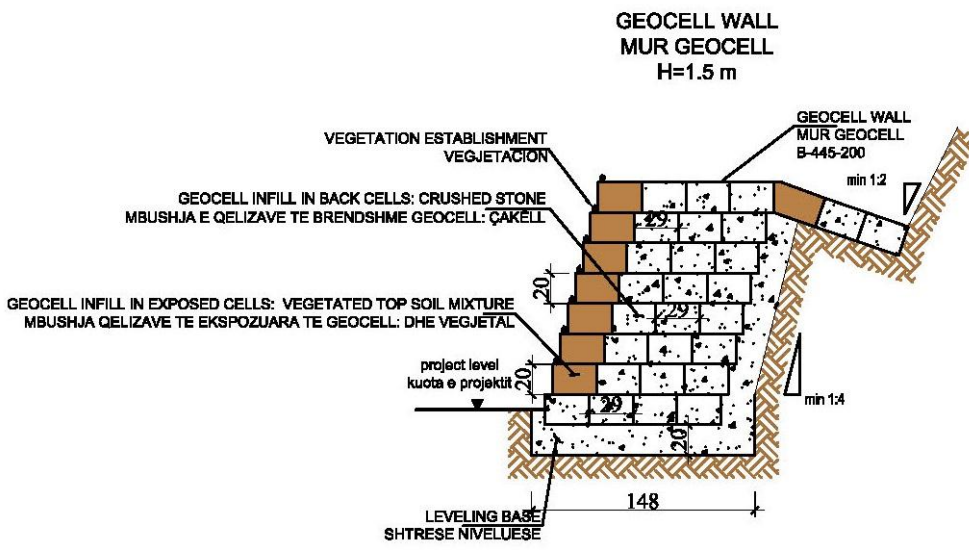 GEOCELL WALL
MUR GEOCELL
H=1.5 m
GEOCELL WALL
MUR GEOCELL
B-445-200
VEGETATION ESTABLISHMENT
VEGJETACION
min 1:2
GEOCELL INFILL IN BACK CELLS: CRUSHED STONE
MBUSHJA E QELIZAVE TE BRENDSHME GEOCELL: ÇAKËLL
29
20
GEOCELL INFILL IN EXPOSED CELLS: VEGETATED TOP SOIL MIXTURE
MBUSHJA QELIZAVE TE EKSPOZUARA TE GEOCELL: DHE VEGJETAL
29
project level
kuota e projektit
20
min 1:4
29
20
148
LEVELING BASE
SHTRESE NIVELUESE